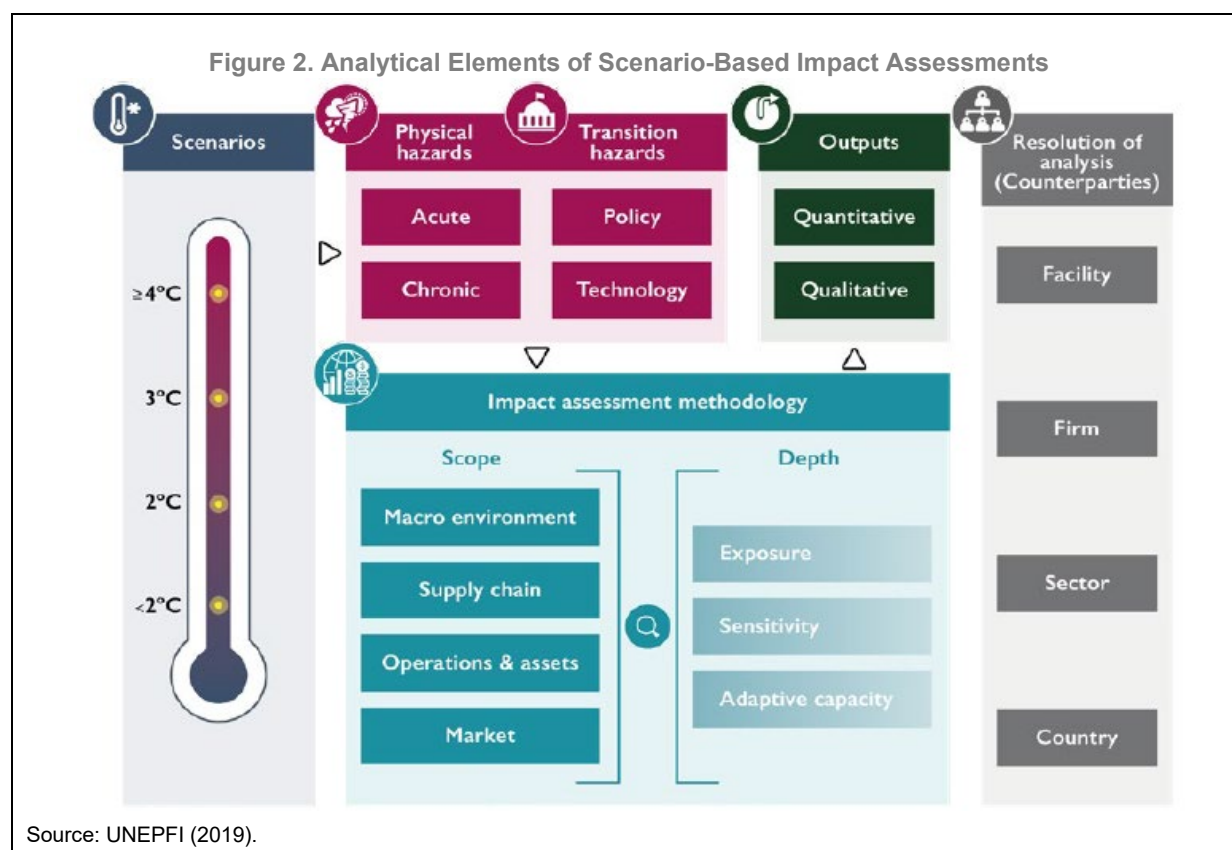 Figure 2. Analytical Elements of Scenario-Based Impact Assessments
Scenarios
≥4°C
3°C
2°C
<2°C
Physical
hazards
Acute
Chronic
Transition
hazards
Policy
Technology
Outputs
Quantitative
Qualitative
Impact assessment methodology
Scope
Macro environment
Supply chain
Operations & assets
Market
Depth
Exposure
Sensitivity
Adaptive capacity
Resolution of
analysis
(Counterparties)
Facility
Firm
Sector
Country
Source: UNEPFI (2019).